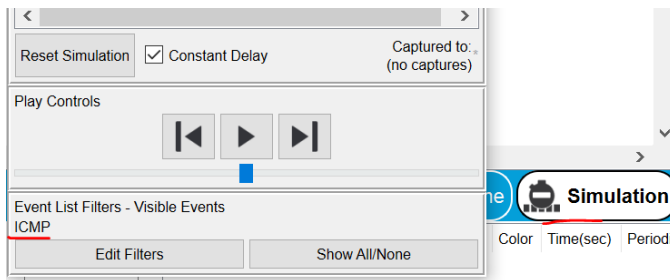 Reset Simulation Constant Delay Captured to:
(no captures)
Play Controls
Event List Filters - Visible Events
ICMP
Edit Filters Show All/None
Simulation
Color Time(sec) Period